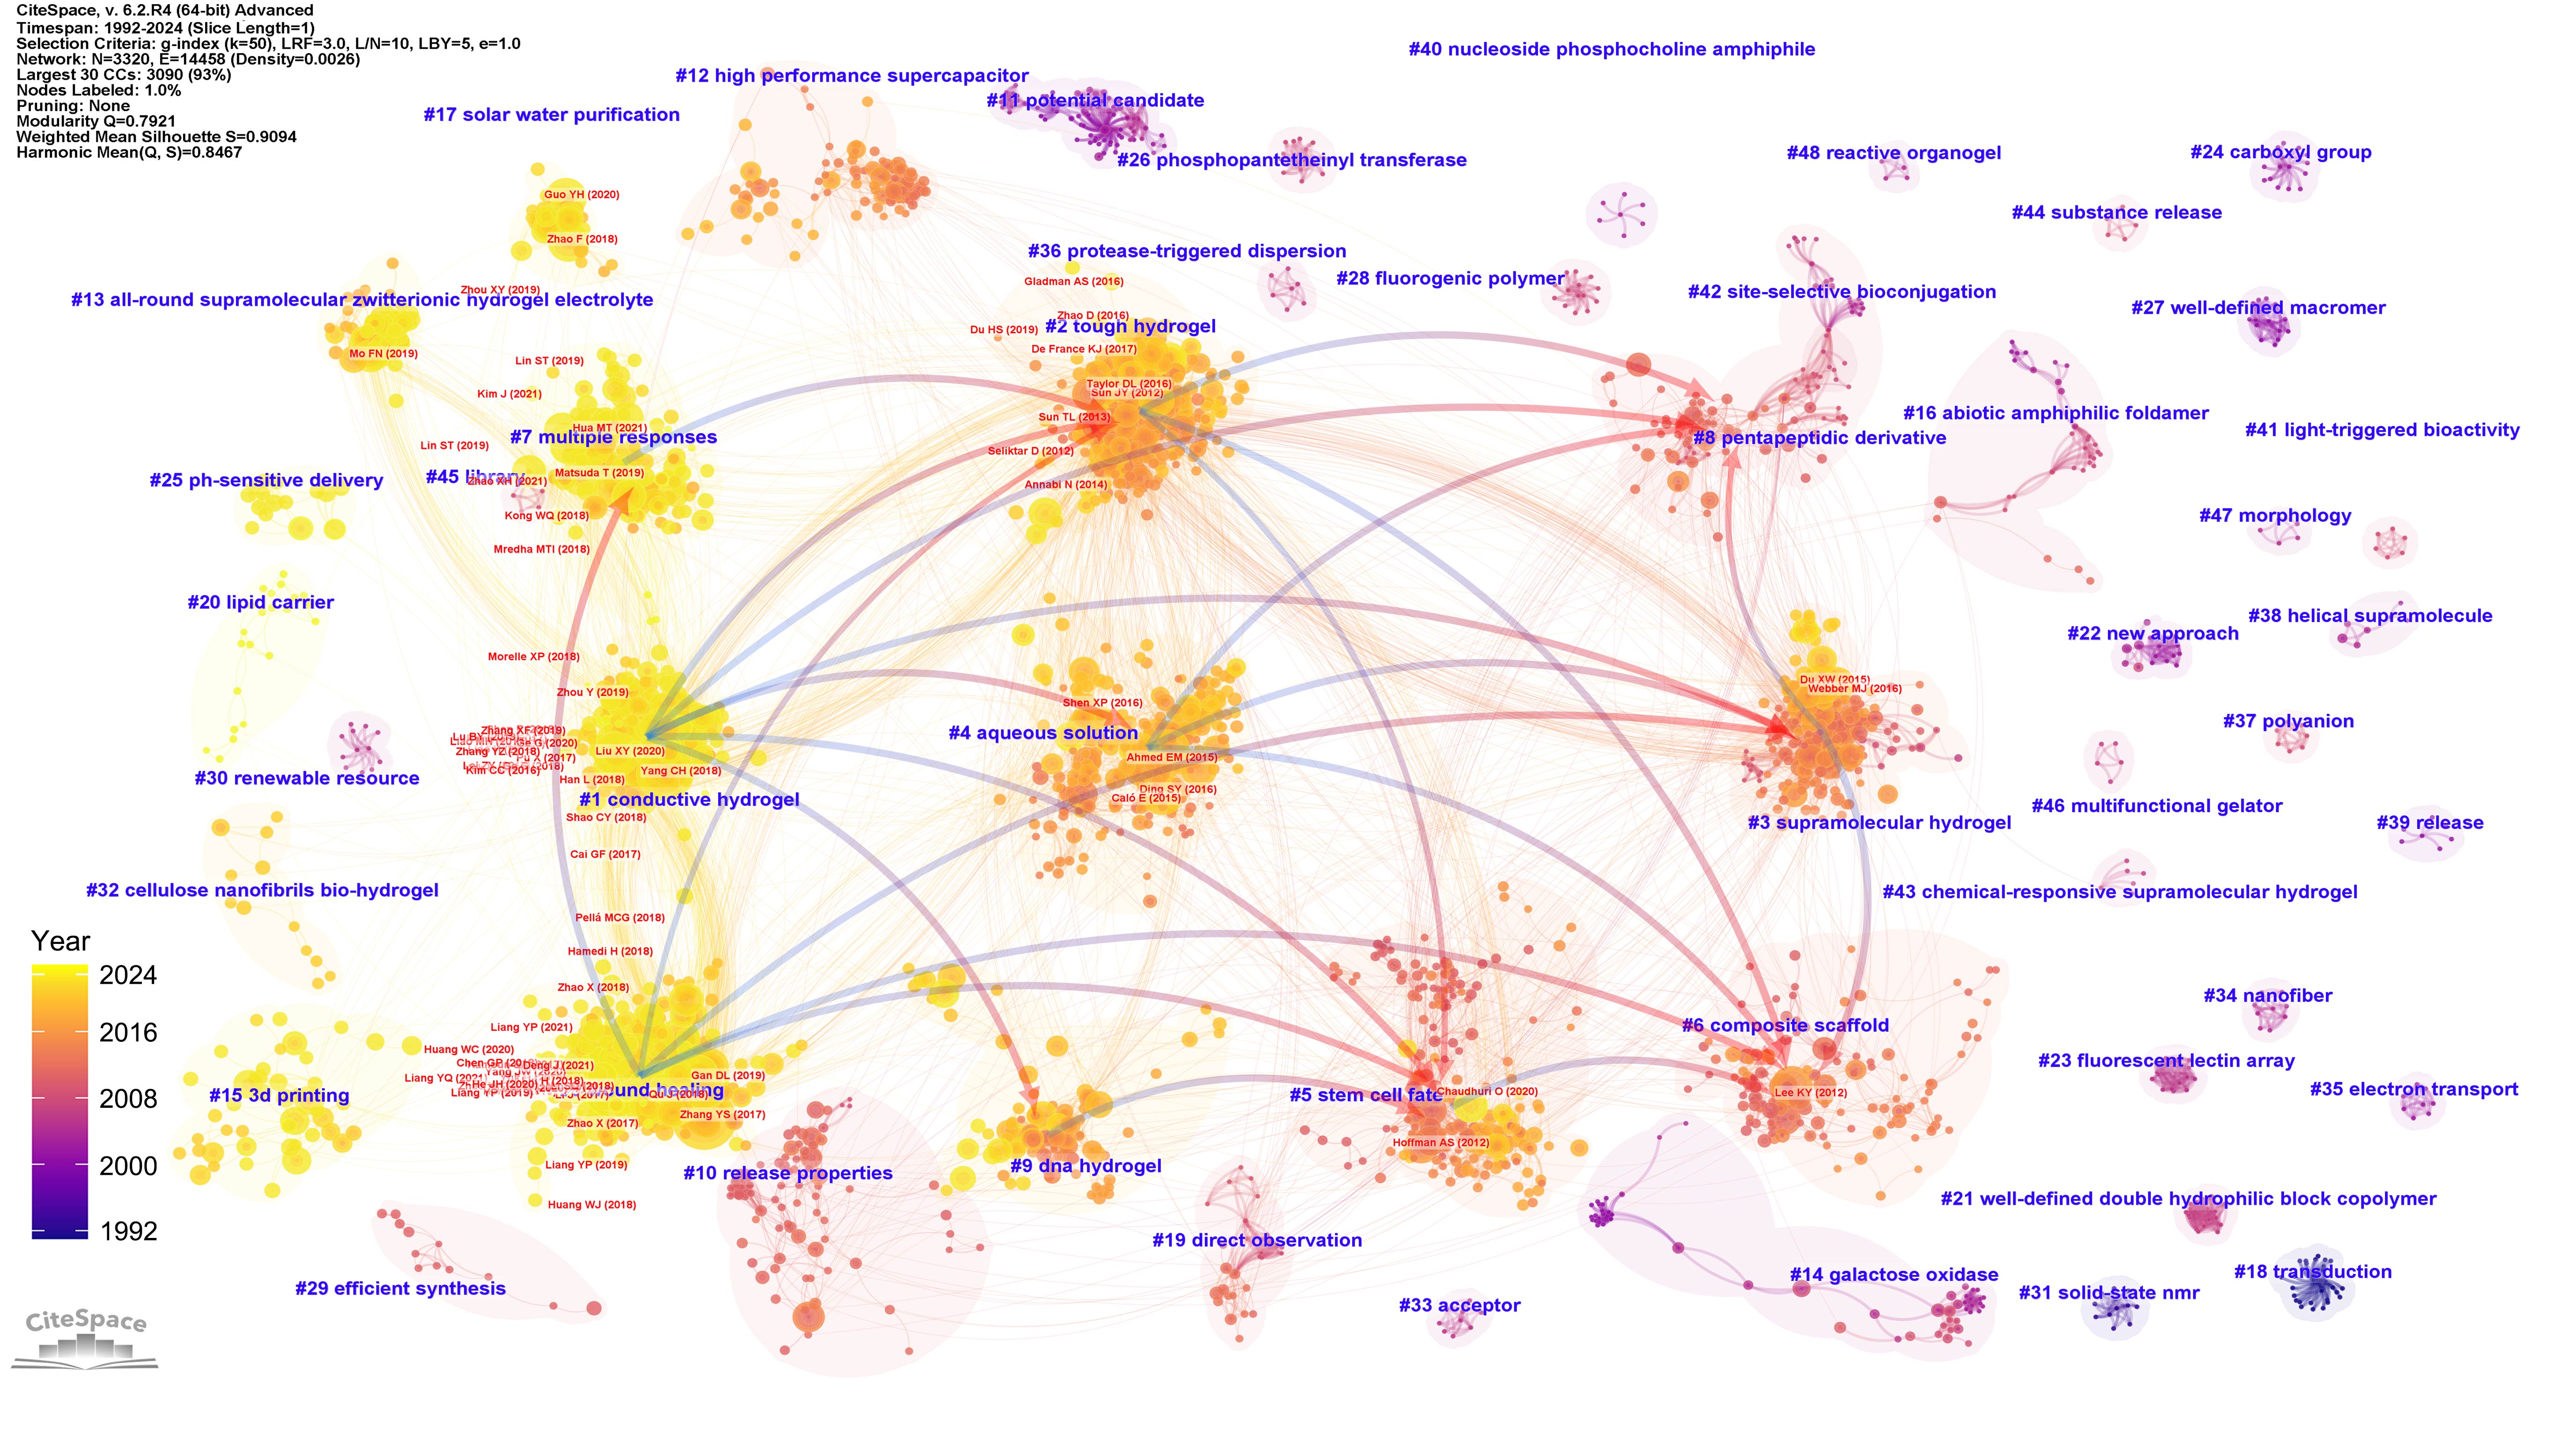 CiteSpace, v. 6.2.R4 (64-bit) Advanced
Timespan: 1992-2024 (Slice Length=1)
Selection Criteria: g-index (k=50), LRF=3.0, L/N=10, LBY=5, e=1.0
Network: N=3320, E=14458 (Density=0.0026)
Largest 30 CCs: 3090 (93%)
Nodes Labeled: 1.0%
Pruning: None
Modularity Q=0.7921
Weighted Mean Silhouette S=0.9094
Harmonic Mean(Q, S)=0.8467
#40 nucleoside phosphocholine amphiphile
#12 high performance supercapacitor
#11 potential candidate
#17 solar water purification
#26 phosphopantetheinyl transferase
#48 reactive organogel
#24 carboxyl group
Guo YH (2020)
#44 substance release
Zhao F (2018)
#36 protease-triggered dispersion
#28 fluorogenic polymer
Gladman AS (2016)
Zhou XY (2019)
#42 site-selective bioconjugation
#13 all-round supramolecular zwitterionic hydrogel electrolyte
#27 well-defined macromer
Zhao D (2016)
Du HS (2019)
#2 tough hydrogel
De France KJ (2017)
Mo FN (2019)
Lin ST (2019)
Taylor DL (2016)
Sun JY (2012)
Kim J (2021)
#16 abiotic amphiphilic foldamer
Sun TL (2013)
Hua MT (2021)
#7 multiple responses
#8 pentapeptidic derivative
#41 light-triggered bioactivity
Lin ST (2019)
Seliktar D (2012)
Matsuda T (2019)
#25 ph-sensitive delivery
#45 library
Zhao XH (2021)
Annabi N (2014)
Kong WQ (2018)
#47 morphology
Mredha MTI (2018)
#20 lipid carrier
#38 helical supramolecule
#22 new approach
Morelle XP (2018)
Du XW (2015)
Webber MJ (2016)
Zhou Y (2019)
Shen XP (2016)
#37 polyanion
Zhang XF (2019)
#4 aqueous solution
Zhang YZ (2018)
Liu XY (2020)
Ahmed EM (2015)
Kim CC (2016)
Yang CH (2018)
#30 renewable resource
Han L (2018)
Ding SY (2016)
Caló E (2015)
#1 conductive hydrogel
#46 multifunctional gelator
Shao CY (2018)
#3 supramolecular hydrogel
#39 release
Cai GF (2017)
#32 cellulose nanofibrils bio-hydrogel
#43 chemical-responsive supramolecular hydrogel
Pellá MCG (2018)
Year
Hamedi H (2018)
2024
Zhao X (2018)
#34 nanofiber
2016
Liang YP (2021)
#6 composite scaffold
Huang WC (2020)
#23 fluorescent lectin array
Deng J (2021)
Gan DL (2019)
Liang YQ (2021)
He JH (2020)
#35 electron transport
Liang YP (2019)
#5 stem cell fate
Chaudhuri O (2020)
Lee KY (2012)
#15 3d printing
2008
Zhang YS (2017)
Zhao X (2017)
Hoffman AS (2012)
2000
Liang YP (2019)
#10 release properties
#9 dna hydrogel
Huang WJ (2018)
#21 well-defined double hydrophilic block copolymer
1992
#19 direct observation
#29 efficient synthesis
#14 galactose oxidase
#31 solid-state nmr
#18 transduction
#33 acceptor
CiteSpace